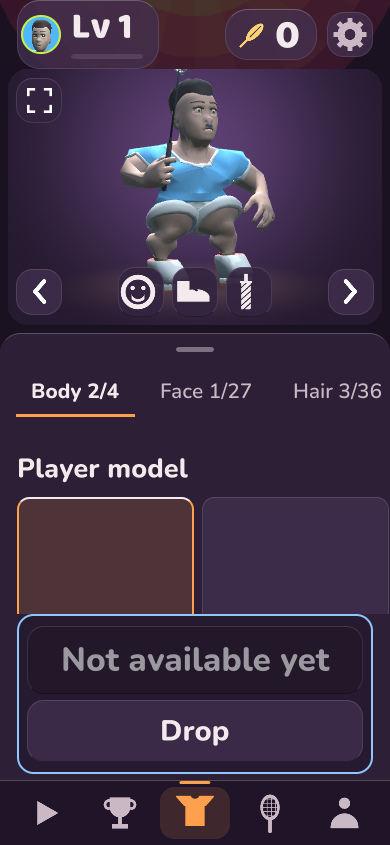 Lv 1
0
Body 2/4
Face 1/27
Hair 3/36
Player model
Not available yet
Drop